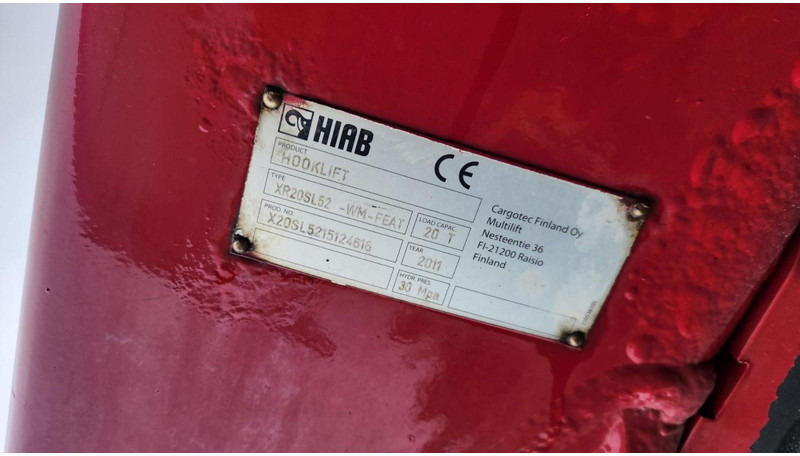 HIAB
CE
PRODUCT
HOOKLIFT
TYPE
XR20SL52 -WM-FEAT
LOAD CAPAC.
20 T
PROD. NO.
X20SL5215124616
YEAR
2011
HYDR. PRES.
30 Mpa
Cargotec Finland Oy
Multilift
Nesteentie 36
FI-21200 Raisio
Finland